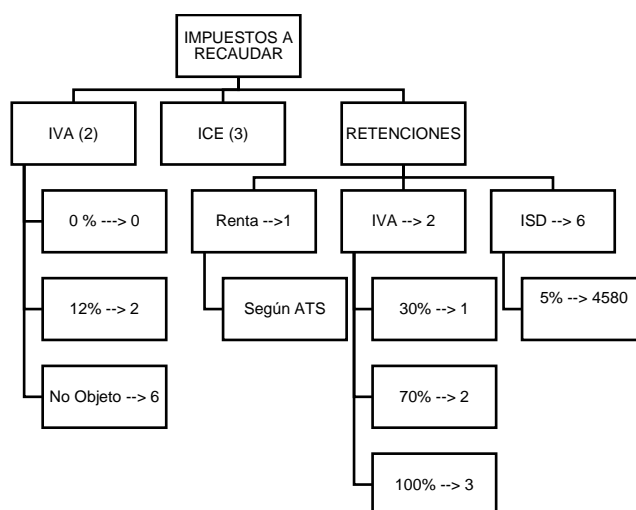 IMPUESTOS A
RECAUDAR
IVA (2)
ICE (3)
RETENCIONES
0 % ---> 0
12% --> 2
No Objeto --> 6
Renta -->1
Según ATS
IVA --> 2
30% --> 1
70% --> 2
100% --> 3
ISD --> 6
5% --> 4580